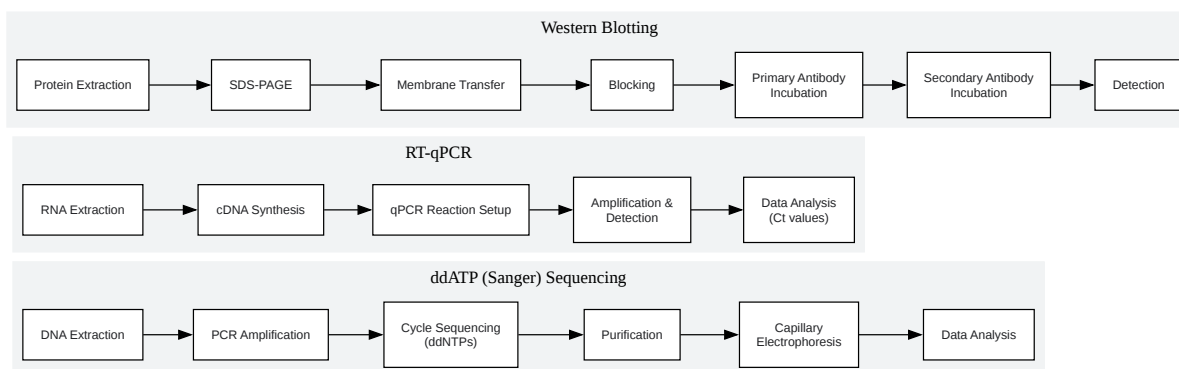 Western Blotting
Protein Extraction
SDS-PAGE
Membrane Transfer
Blocking
Primary Antibody
Incubation
Secondary Antibody
Incubation
Detection
RT-qPCR
RNA Extraction
cDNA Synthesis
qPCR Reaction Setup
Amplification &
Detection
Data Analysis
(Ct values)
ddATP (Sanger) Sequencing
DNA Extraction
PCR Amplification
Cycle Sequencing
(ddNTPs)
Purification
Capillary
Electrophoresis
Data Analysis